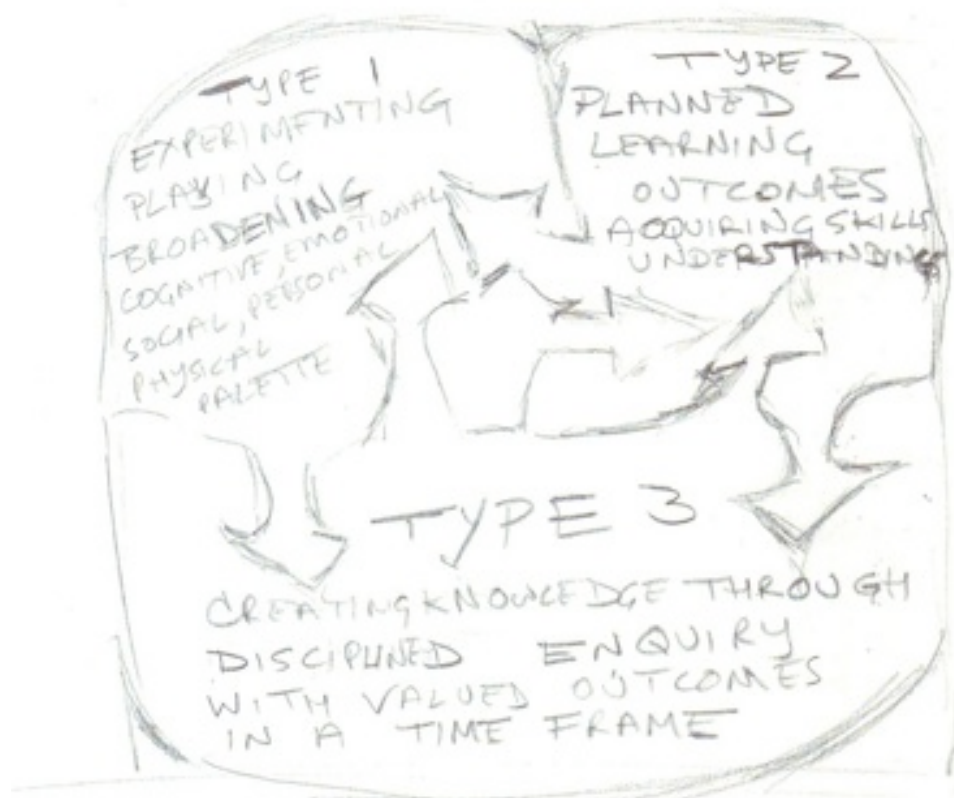 TYPE 1
EXPERIMENTING
PLAYING
BROADENING
COGNITIVE, EMOTIONAL
SOCIAL, PERSONAL
PHYSICAL
PALETTE
TYPE 2
PLANNED
LEARNING
OUTCOMES
ACQUIRING SKILLS
UNDERSTANDINGS
TYPE 3
CREATING KNOWLEDGE THROUGH
DISCIPLINED ENQUIRY
WITH VALUED OUTCOMES
IN A TIME FRAME